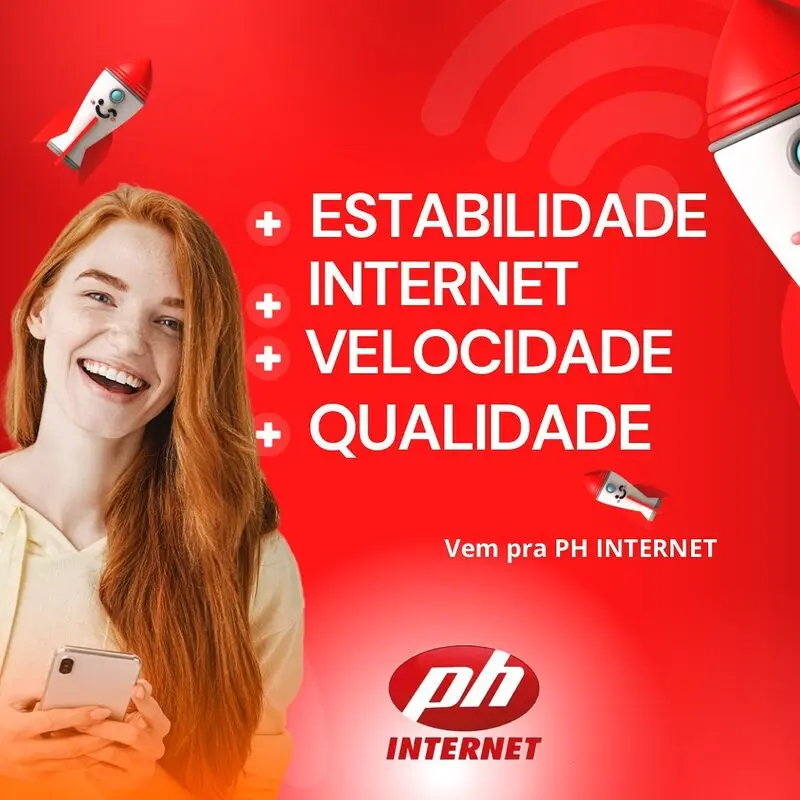 + ESTABILIDADE
+ INTERNET
+ VELOCIDADE
+ QUALIDADE
Vem pra PH INTERNET
ph
INTERNET